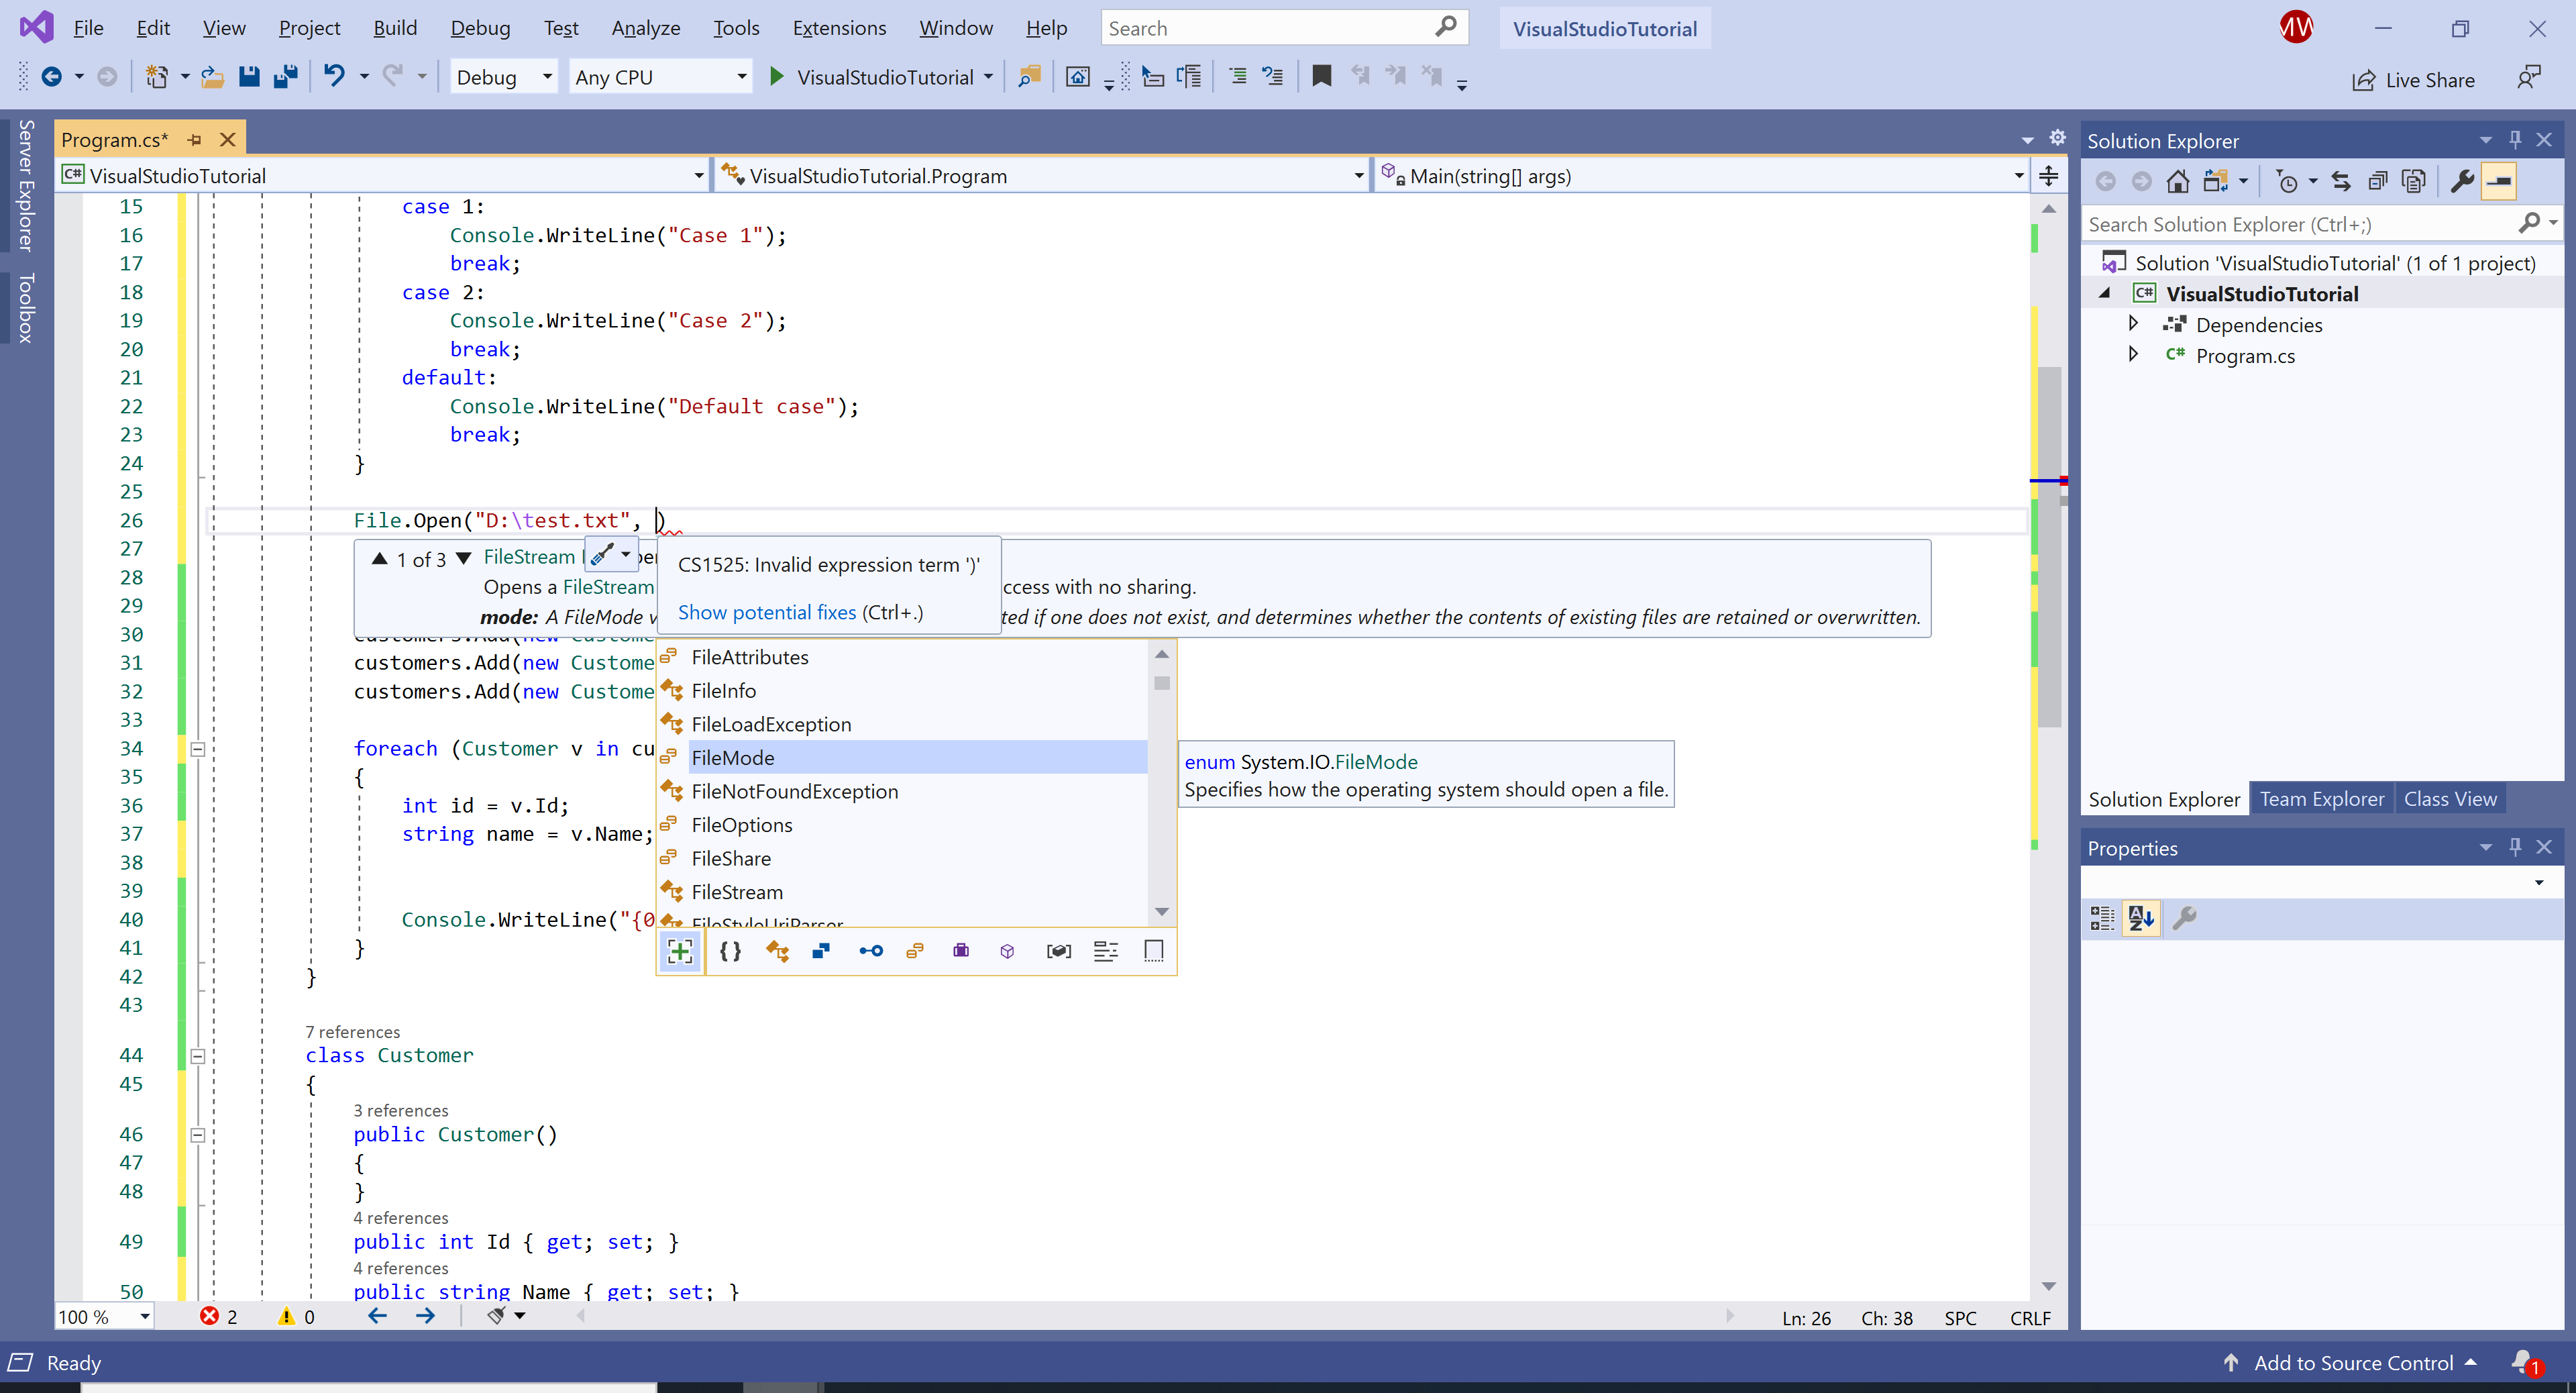 File Edit View Project Build Debug Test Analyze Tools Extensions Window Help Search VisualStudioTutorial MW
Debug Any CPU VisualStudioTutorial Live Share
Server Explorer
Toolbox
Program.cs*
C# VisualStudioTutorial VisualStudioTutorial.Program Main(string[] args)
15 case 1:
16 Console.WriteLine("Case 1");
17 break;
18 case 2:
19 Console.WriteLine("Case 2");
20 break;
21 default:
22 Console.WriteLine("Default case");
23 break;
24 }
25
26 File.Open("D:\test.txt", )
27
28
29
30
31 customers.Add(new Custome
32 customers.Add(new Custome
33
34 foreach (Customer v in cu
35 {
36 int id = v.Id;
37 string name = v.Name;
38
39
40 Console.WriteLine("{0
41 }
42 }
43
7 references
44 class Customer
45 {
3 references
46 public Customer()
47 {
48 }
4 references
49 public int Id { get; set; }
4 references
50 public string Name { get; set; }
1 of 3 FileStream
Opens a FileStream ccess with no sharing.
mode: A FileMode v ted if one does not exist, and determines whether the contents of existing files are retained or overwritten.
CS1525: Invalid expression term ')'
Show potential fixes (Ctrl+.)
FileAttributes
FileInfo
FileLoadException
FileMode
FileNotFoundException
FileOptions
FileShare
FileStream
FileStyleUriParser
enum System.IO.FileMode
Specifies how the operating system should open a file.
100 % 2 0 Ln: 26 Ch: 38 SPC CRLF
Solution Explorer
Search Solution Explorer (Ctrl+;)
Solution 'VisualStudioTutorial' (1 of 1 project)
C# VisualStudioTutorial
Dependencies
C# Program.cs
Solution Explorer Team Explorer Class View
Properties
Ready Add to Source Control 1